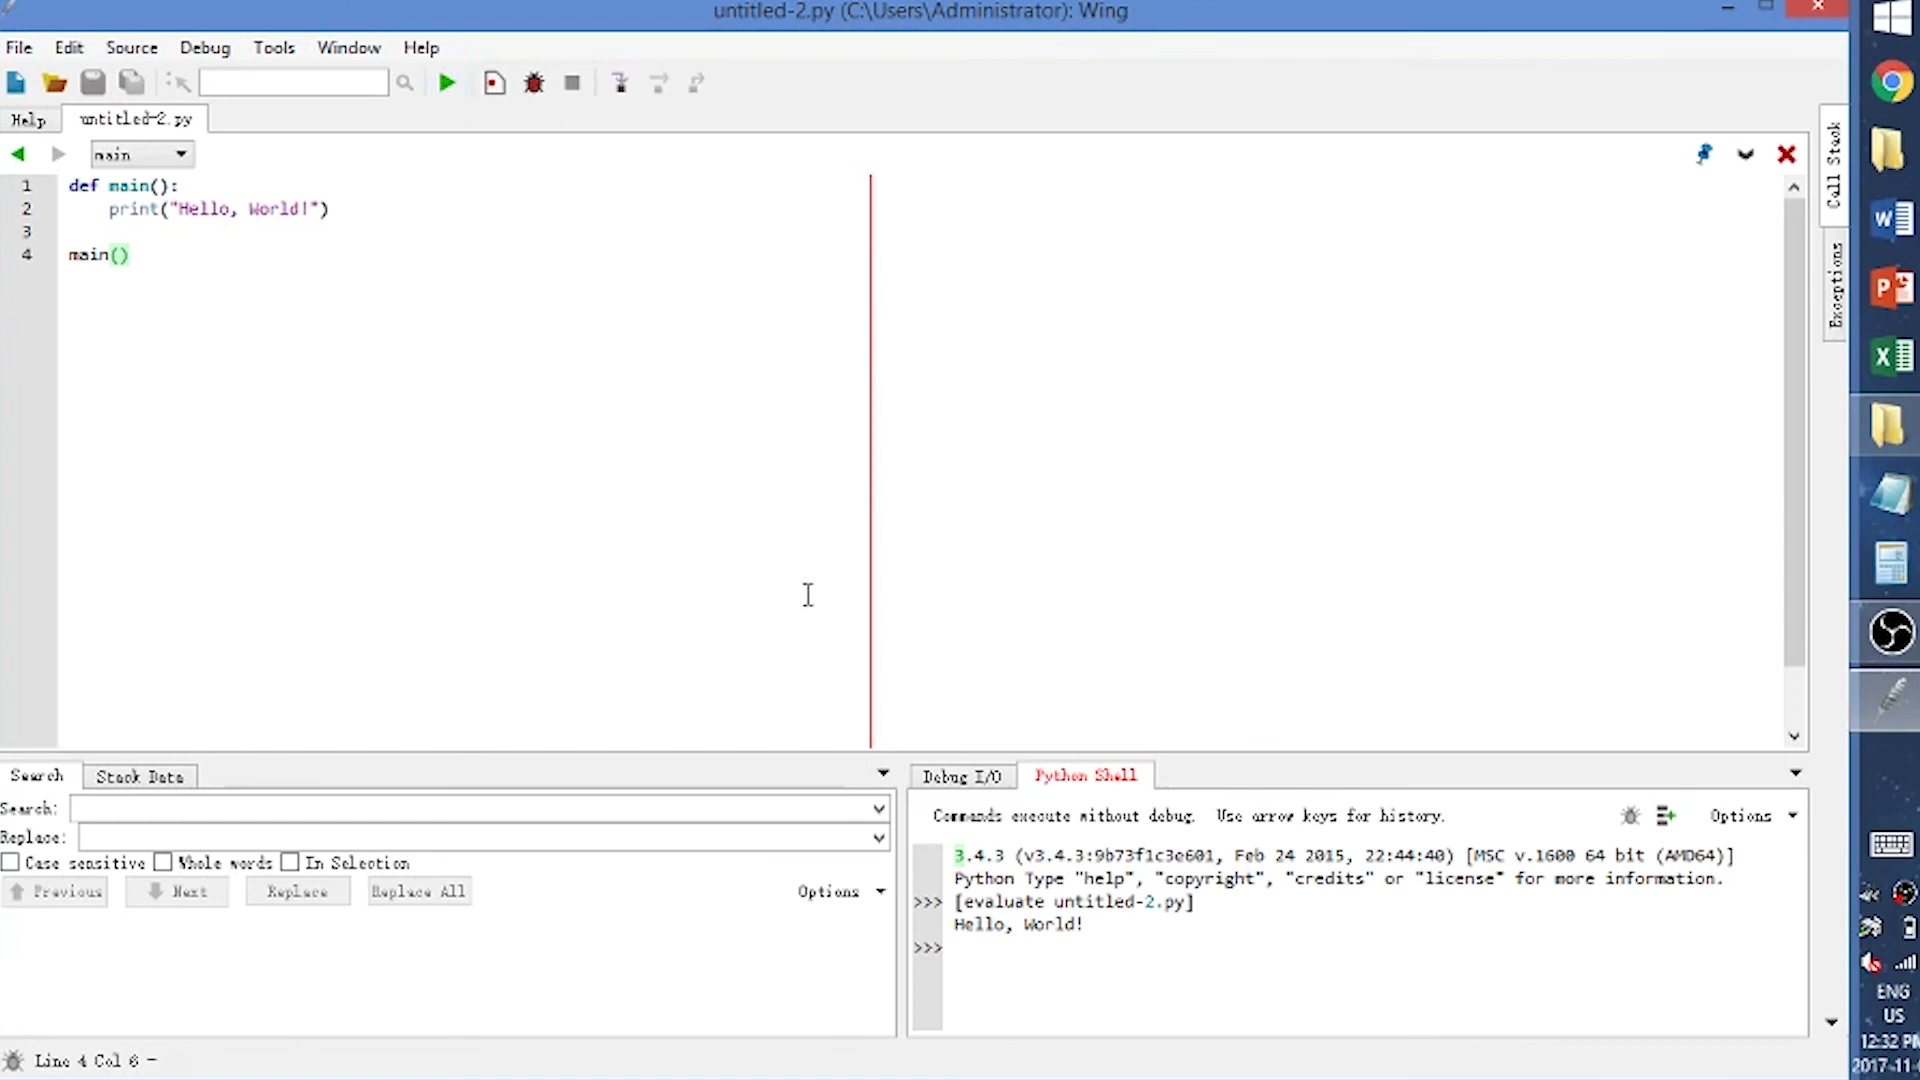 untitled-2.py (C:\Users\Administrator): Wing
File Edit Source Debug Tools Window Help
Help untitled-2.py
main
1 def main():
2 print("Hello, World!")
3
4 main()
Call Stack
Exceptions
Search Stack Data
Search:
Replace:
Case sensitive Whole words In Selection
Previous Next Replace Replace All Options
Debug I/O Python Shell
Commands execute without debug. Use arrow keys for history. Options
3.4.3 (v3.4.3:9b73f1c3e601, Feb 24 2015, 22:44:40) [MSC v.1600 64 bit (AMD64)]
Python Type "help", "copyright", "credits" or "license" for more information.
>>> [evaluate untitled-2.py]
Hello, World!
>>>
Line 4 Col 6 -
W
P
X
ENG
US
12:32 PM
2017-11-